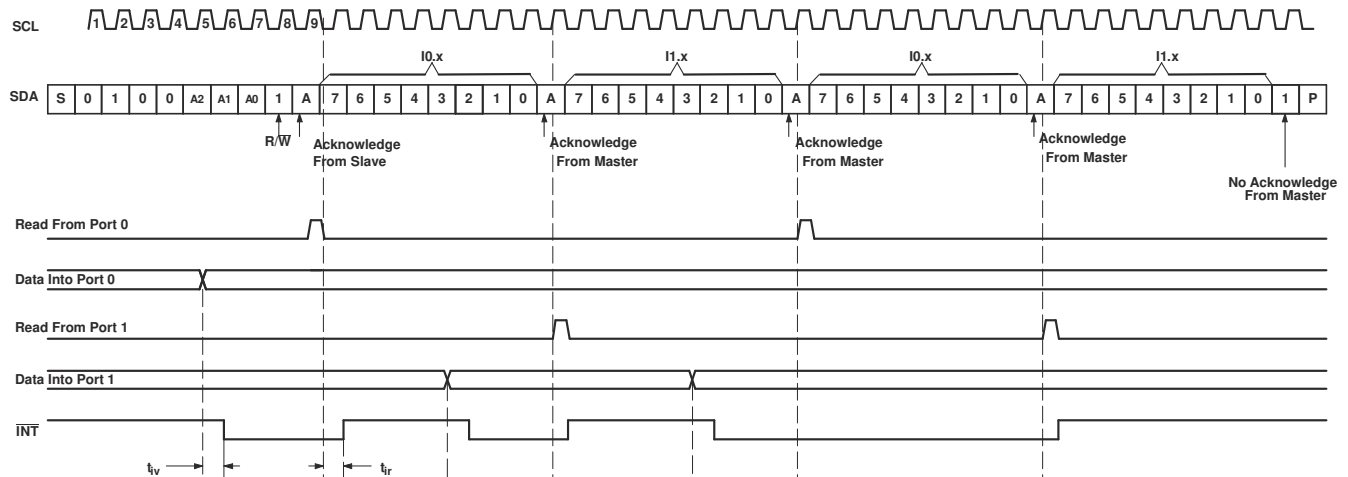 SCL 1 2 3 4 5 6 7 8 9
I0.x I1.x I0.x I1.x
SDA S 0 1 0 0 A2 A1 A0 1 A 7 6 5 4 3 2 1 0 A 7 6 5 4 3 2 1 0 A 7 6 5 4 3 2 1 0 A 7 6 5 4 3 2 1 0 1 P
R/W̅ Acknowledge Acknowledge Acknowledge Acknowledge
From Slave From Master From Master From Master
No Acknowledge
From Master
Read From Port 0
Data Into Port 0
Read From Port 1
Data Into Port 1
I̅N̅T̅
tiv tir